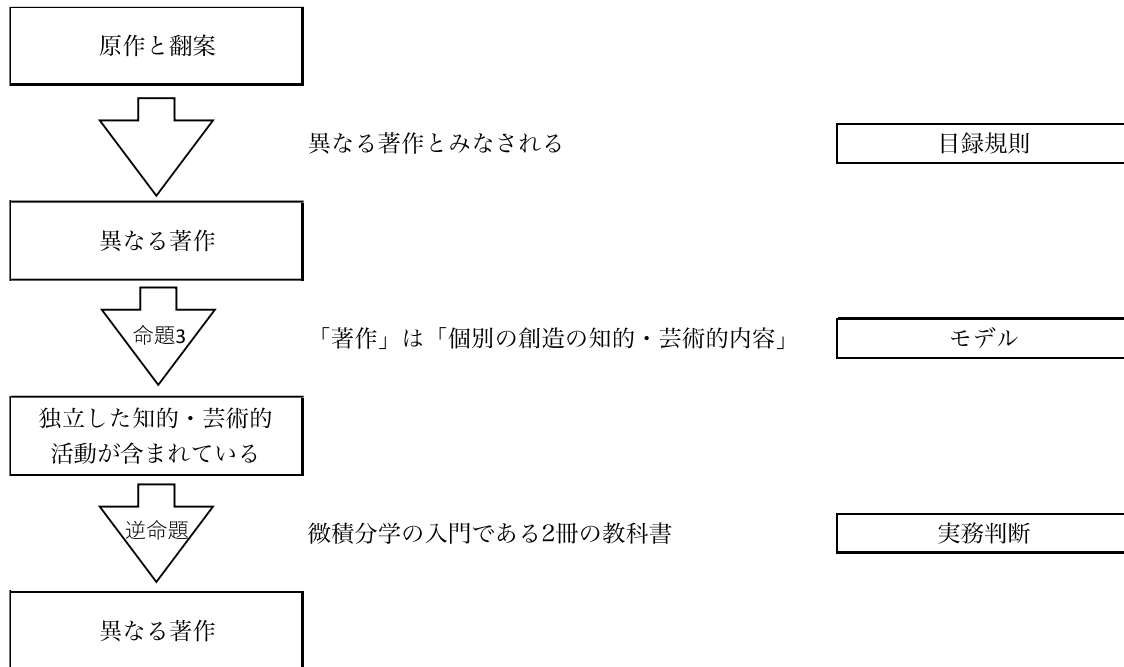 原作と翻案
異なる著作とみなされる
目録規則
異なる著作
命題3
「著作」は「個別の創造の知的・芸術的内容」
モデル
独立した知的・芸術的
活動が含まれている
逆命題
微積分学の入門である2冊の教科書
実務判断
異なる著作